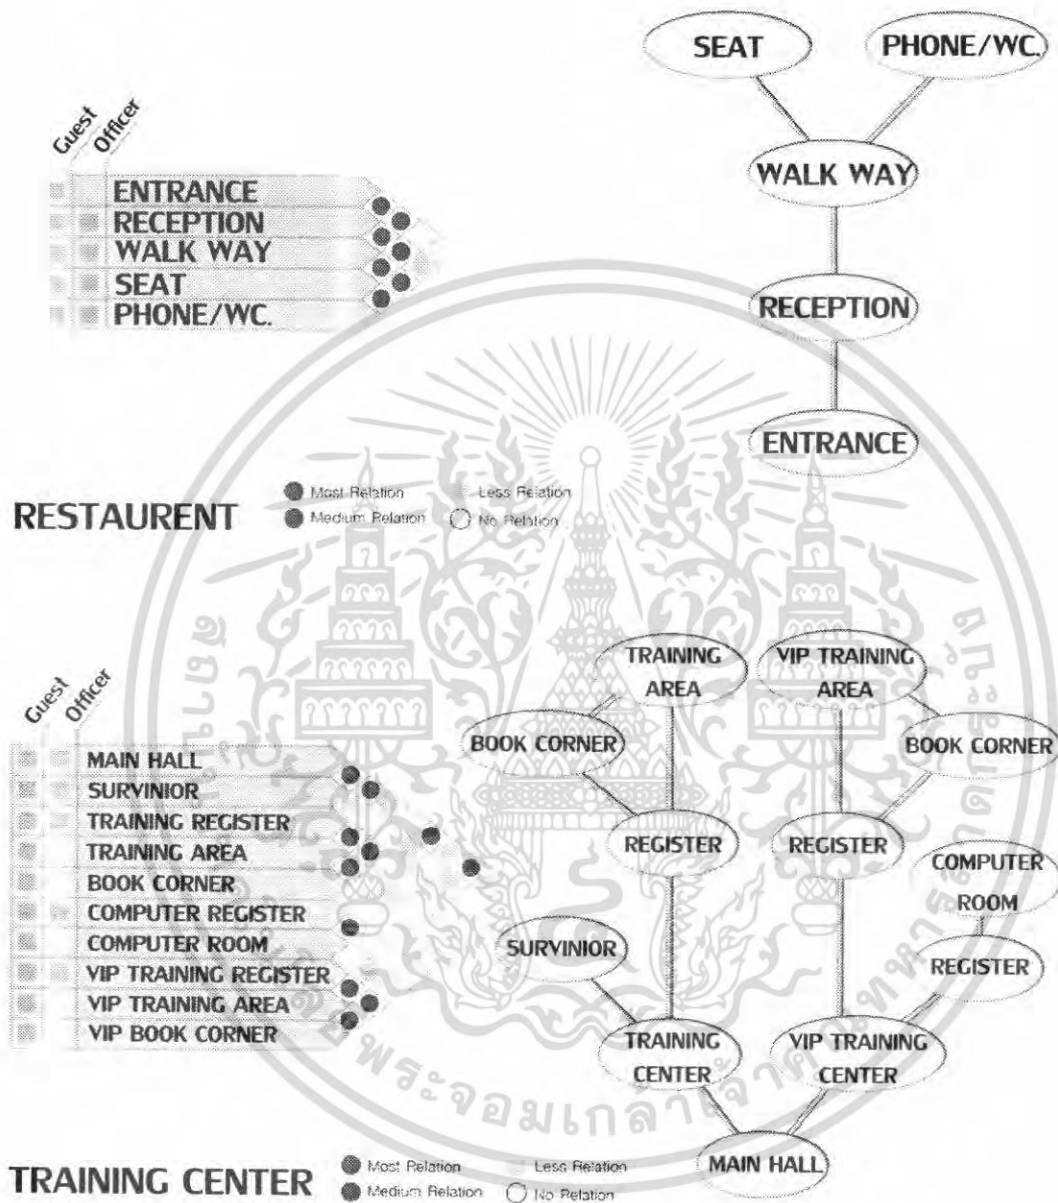 SEAT
PHONE/WC.
WALK WAY
RECEPTION
ENTRANCE
Guest
Officer
ENTRANCE
RECEPTION
WALK WAY
SEAT
PHONE/WC.
RESTAURENT
Most Relation
Less Relation
Medium Relation
No Relation
TRAINING AREA
VIP TRAINING AREA
BOOK CORNER
BOOK CORNER
REGISTER
REGISTER
COMPUTER ROOM
SURVINIOR
REGISTER
TRAINING CENTER
VIP TRAINING CENTER
MAIN HALL
Guest
Officer
MAIN HALL
SURVINIOR
TRAINING REGISTER
TRAINING AREA
BOOK CORNER
COMPUTER REGISTER
COMPUTER ROOM
VIP TRAINING REGISTER
VIP TRAINING AREA
VIP BOOK CORNER
TRAINING CENTER
Most Relation
Less Relation
Medium Relation
No Relation